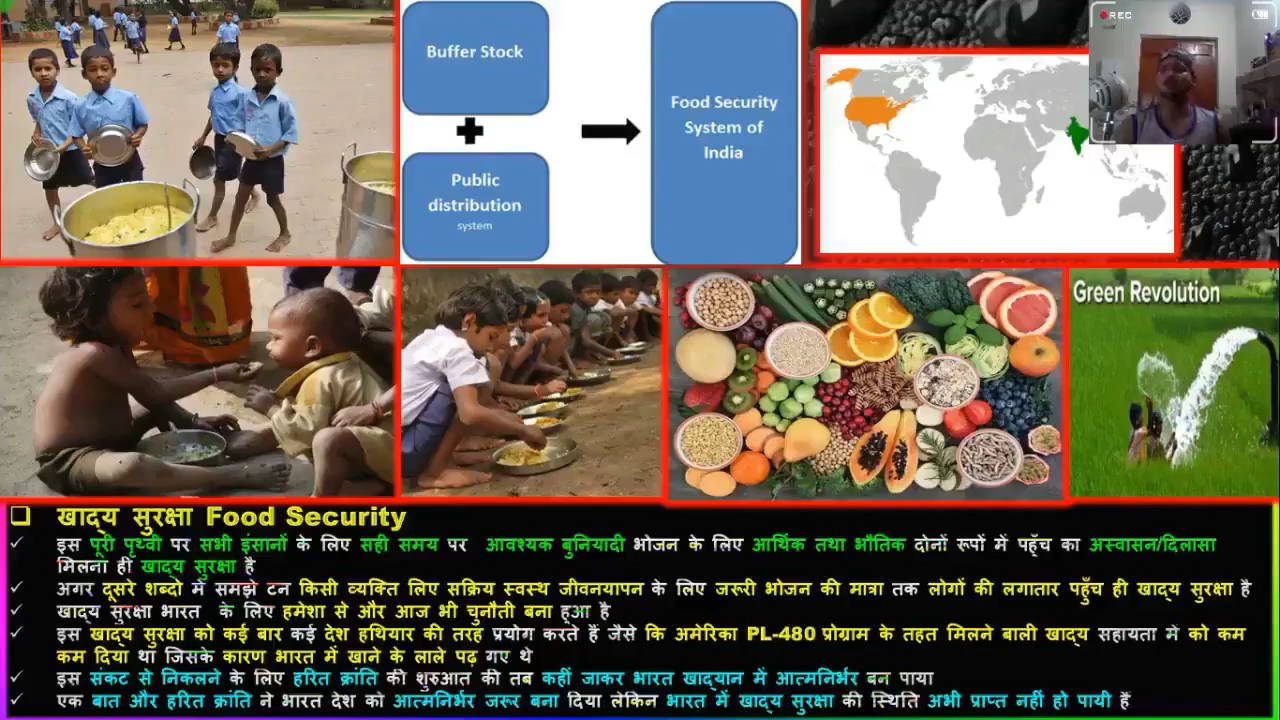 Buffer Stock
Public
distribution
system
Food Security
System of
India
REC
Green Revolution
खाद्य सुरक्षा Food Security
इस पूरी पृथ्वी पर सभी इंसानों के लिए सही समय पर आवश्यक बुनियादी भोजन के लिए आर्थिक तथा भौतिक दोनों रूपों में पहूँच का अस्वासन/दिलासा
मिलना ही खाद्य सुरक्षा है
अगर दूसरे शब्दो में समझे टन किसी व्यक्ति लिए सक्रिय स्वस्थ जीवनयापन के लिए जरूरी भोजन की मात्रा तक लोगों की लगातार पहुँच ही खाद्य सुरक्षा है
खाद्य सुरक्षा भारत के लिए हमेशा से और आज भी चुनौती बना हूआ है
इस खाद्य सुरक्षा को कई बार कई देश हथियार की तरह प्रयोग करते हैं जैसे कि अमेरिका PL-480 प्रोग्राम के तहत मिलने बाली खाद्य सहायता में को कम
कम दिया था जिसके कारण भारत में खाने के लाले पढ़ गए थे
इस संकट से निकलने के लिए हरित क्रांति की शुरुआत की तब कहीं जाकर भारत खाद्यान में आत्मनिर्भर बन पाया
एक बात और हरित क्रांति ने भारत देश को आत्मनिर्भर जरूर बना दिया लेकिन भारत में खाद्य सुरक्षा की स्थिति अभी प्राप्त नहीं हो पायी हैं